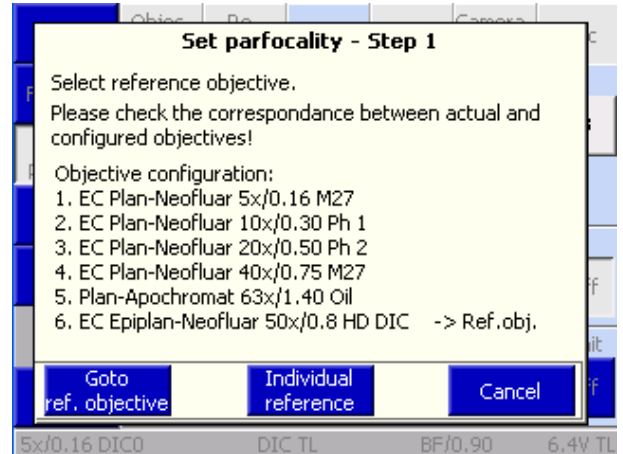 Set parfocality - Step 1
Select reference objective.
Please check the correspondance between actual and
configured objectives!
Objective configuration:
1. EC Plan-Neofluar 5x/0.16 M27
2. EC Plan-Neofluar 10x/0.30 Ph 1
3. EC Plan-Neofluar 20x/0.50 Ph 2
4. EC Plan-Neofluar 40x/0.75 M27
5. Plan-Apochromat 63x/1.40 Oil
6. EC Epiplan-Neofluar 50x/0.8 HD DIC -> Ref.obj.
Goto
ref. objective
Individual
reference
Cancel
5x/0.16 DIC0 DIC TL BF/0.90 6.4V TL